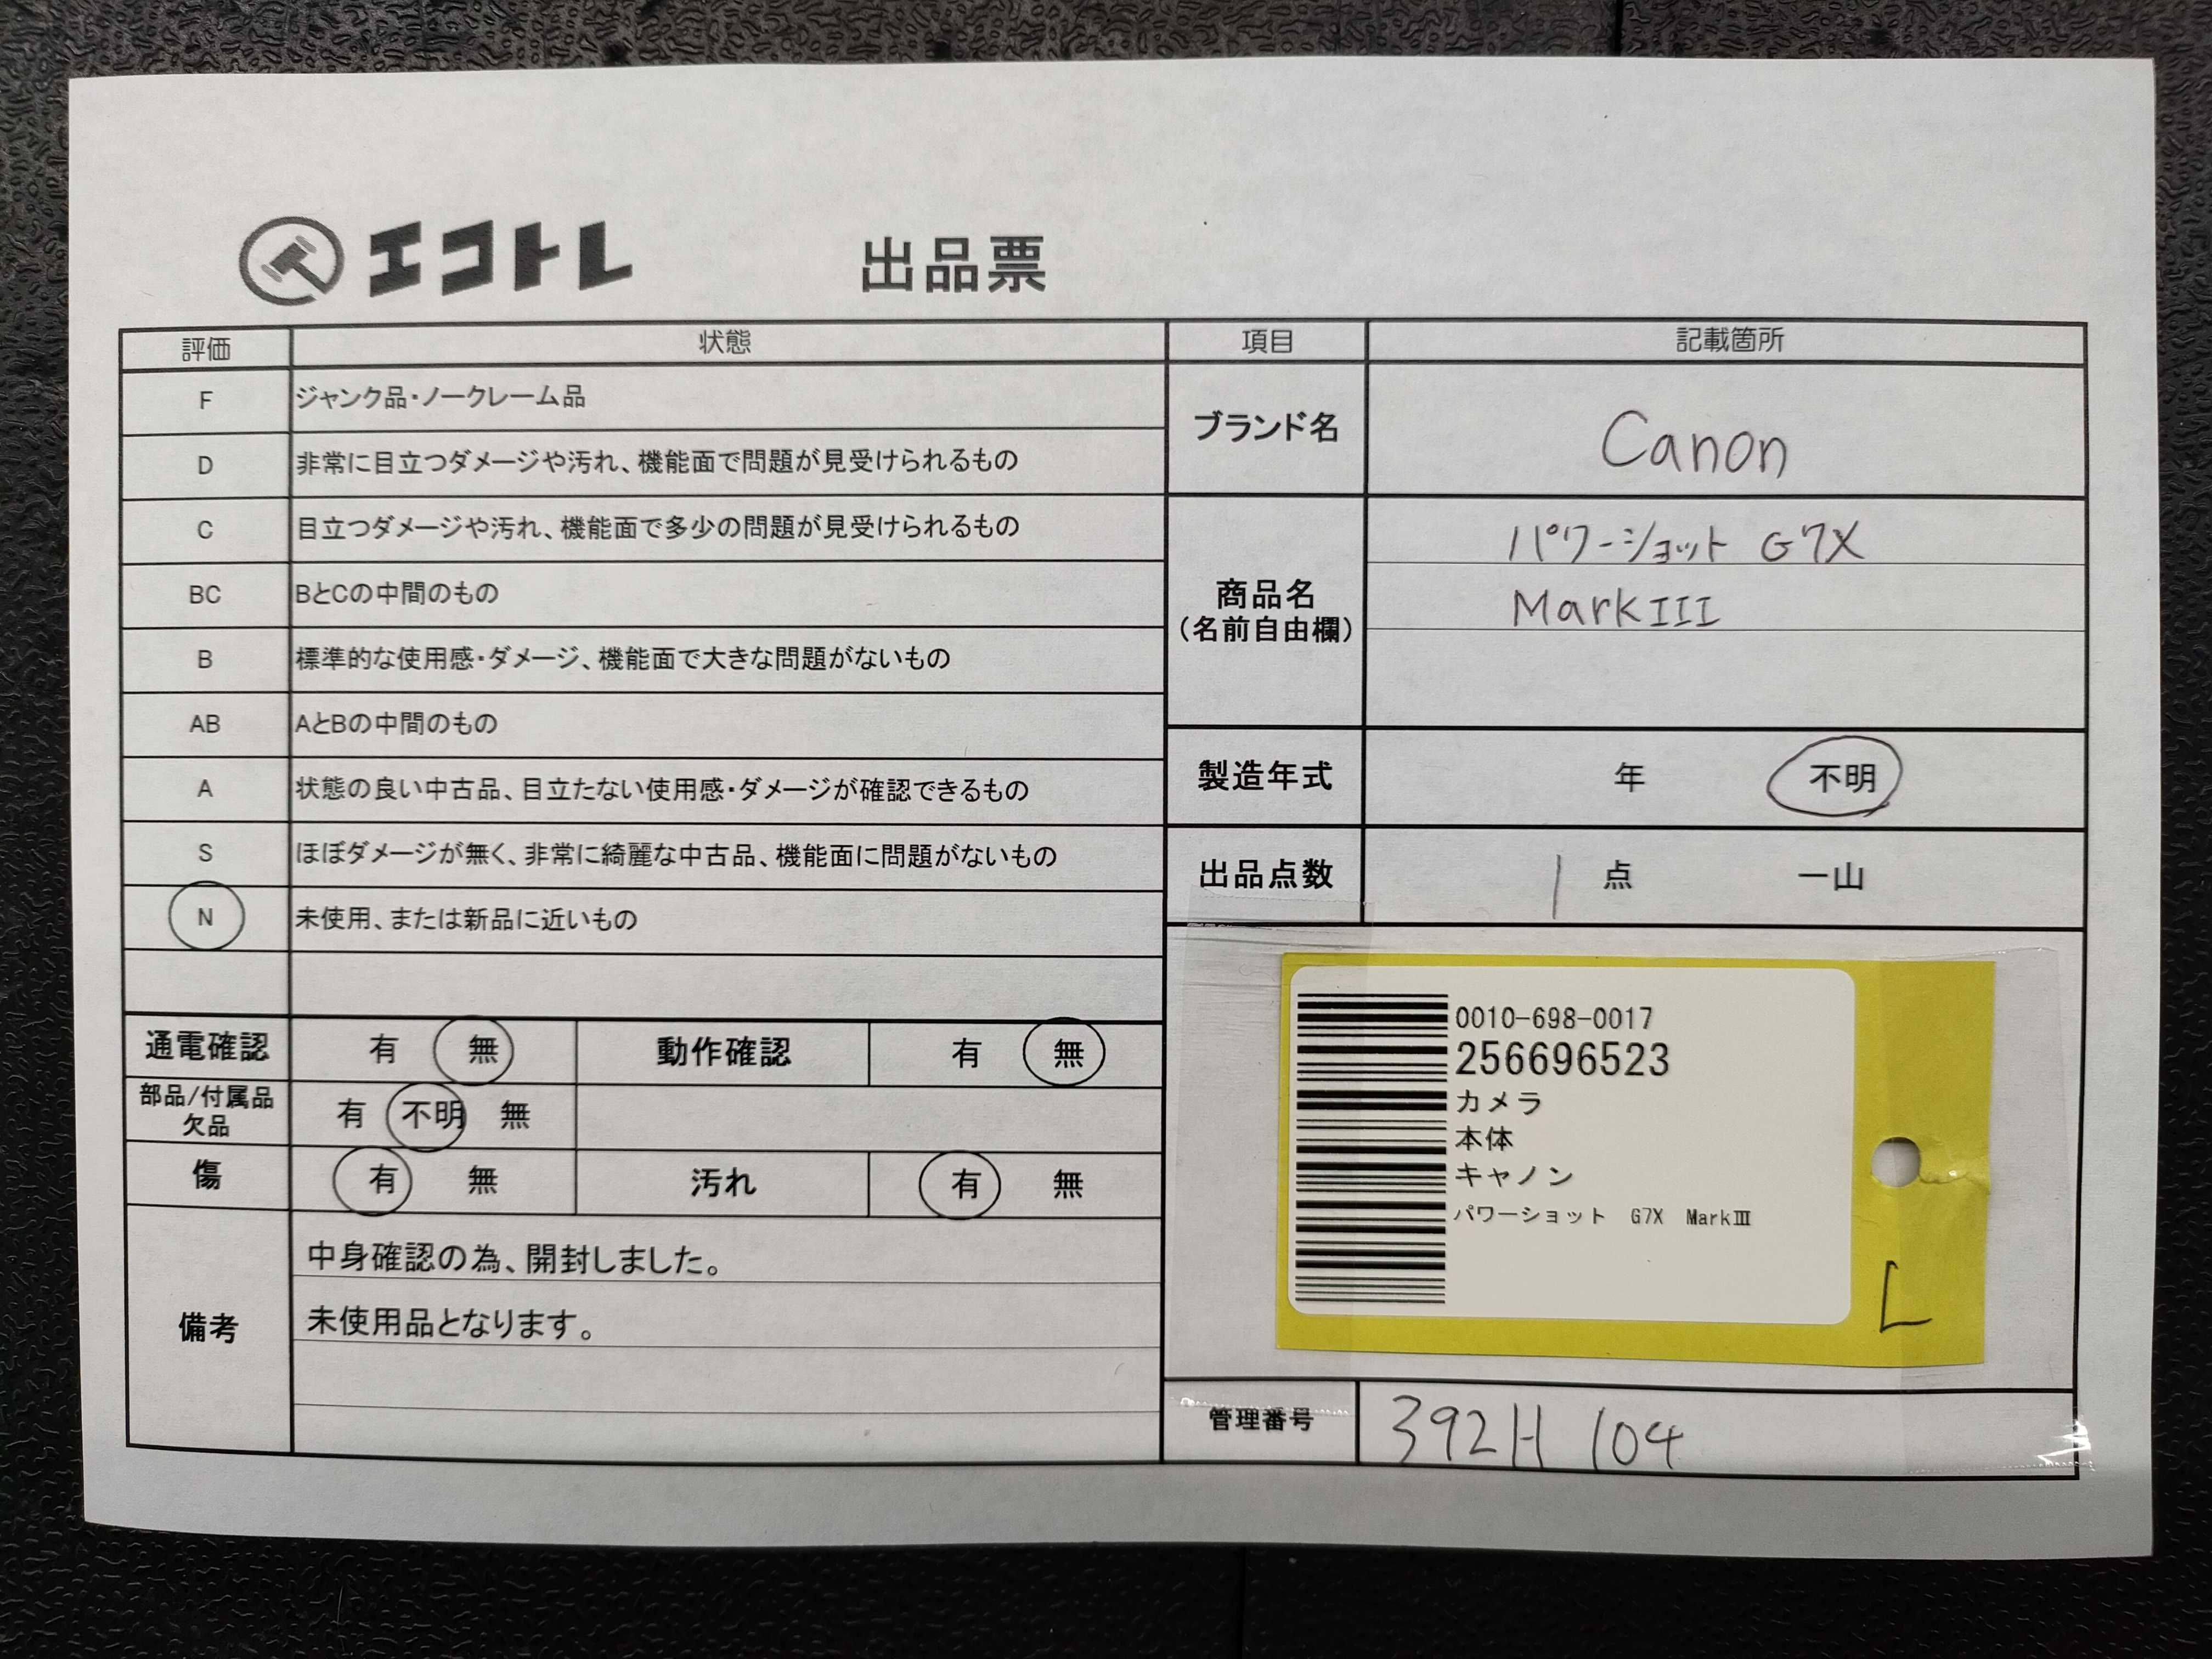 エコトレ 出品票
評価 状態
F ジャンク品・ノークレーム品
D 非常に目立つダメージや汚れ、機能面で問題が見受けられるもの
C 目立つダメージや汚れ、機能面で多少の問題が見受けられるもの
BC BとCの中間のもの
B 標準的な使用感・ダメージ、機能面で大きな問題がないもの
AB AとBの中間のもの
A 状態の良い中古品、目立たない使用感・ダメージが確認できるもの
S ほぼダメージが無く、非常に綺麗な中古品、機能面に問題がないもの
N 未使用、または新品に近いもの
通電確認 有 無 動作確認 有 無
部品/付属品
欠品 有 不明 無
傷 有 無 汚れ 有 無
備考
中身確認の為、開封しました。
未使用品となります。
項目 記載箇所
ブランド名 Canon
商品名
(名前自由欄)
パワーショット G7X
MarkIII
製造年式 年 不明
出品点数 1 点 一山
0010-698-0017
256696523
カメラ
本体
キャノン
パワーショット G7X MarkⅢ
L
管理番号 392H 104